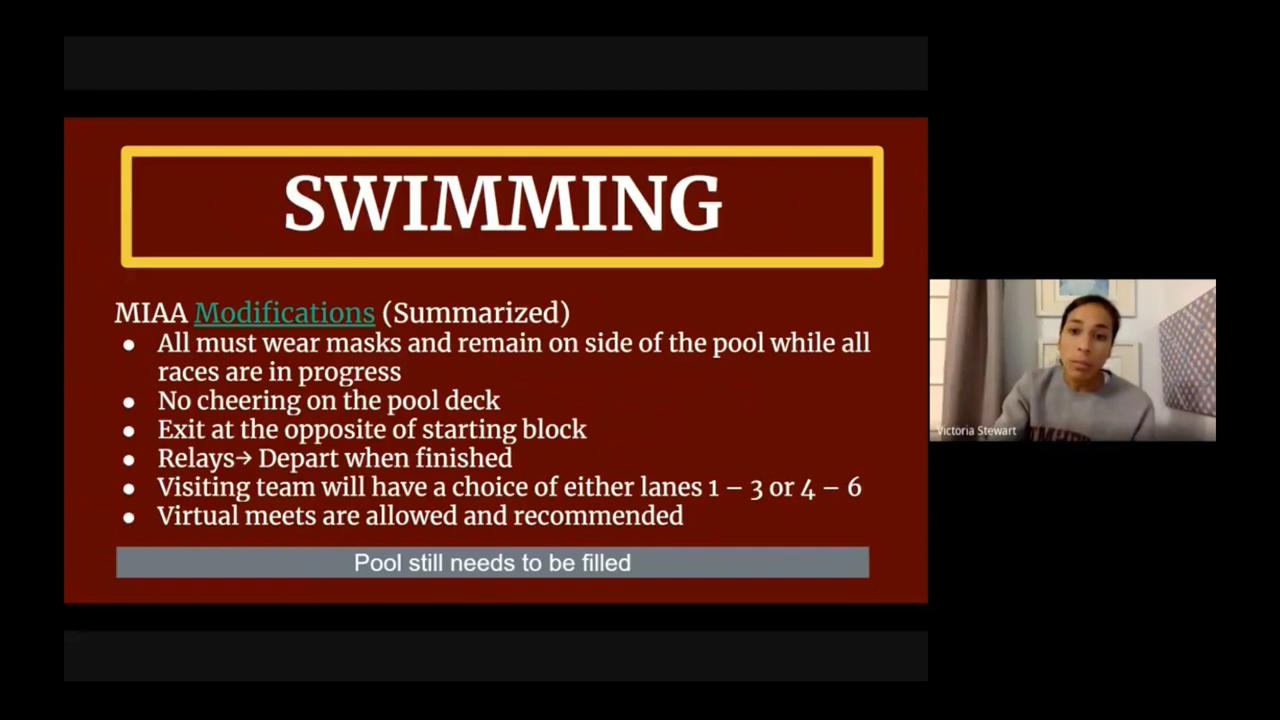 SWIMMING
MIAA Modifications (Summarized)
● All must wear masks and remain on side of the pool while all
races are in progress
● No cheering on the pool deck
● Exit at the opposite of starting block
● Relays→ Depart when finished
● Visiting team will have a choice of either lanes 1 – 3 or 4 – 6
● Virtual meets are allowed and recommended
Pool still needs to be filled
Victoria Stewart